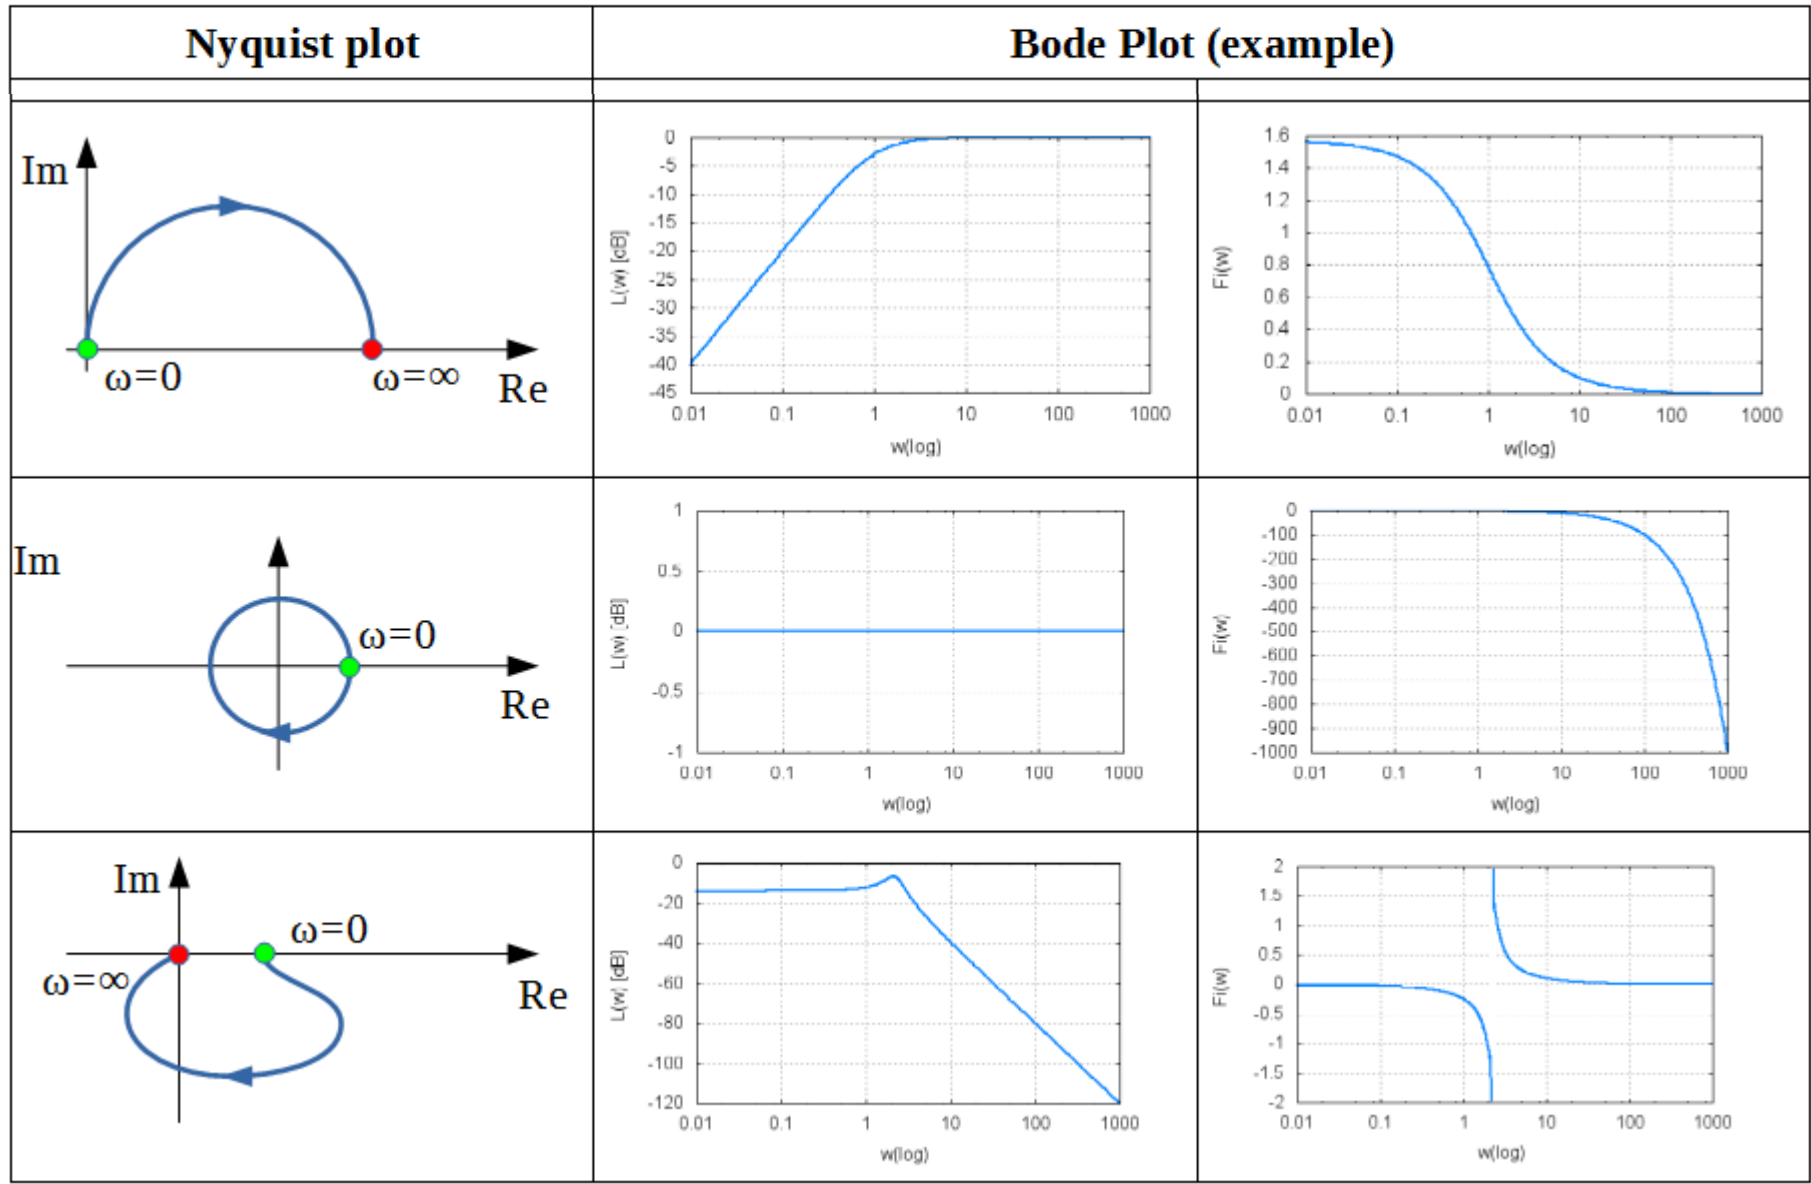 Nyquist plot
Bode Plot (example)
Im
ω=0
ω=∞
Re
0
-5
-10
-15
-20
-25
-30
-35
-40
-45
L(w) [dB]
0.01 0.1 1 10 100 1000
w(log)
1.6
1.4
1.2
1
0.8
0.6
0.4
0.2
0
Fi(w)
0.01 0.1 1 10 100 1000
w(log)
Im
ω=0
Re
1
0.5
0
-0.5
-1
L(w) [dB]
0.01 0.1 1 10 100 1000
w(log)
0
-100
-200
-300
-400
-500
-600
-700
-800
-900
-1000
Fi(w)
0.01 0.1 1 10 100 1000
w(log)
Im
ω=0
ω=∞
Re
0
-20
-40
-60
-80
-100
-120
L(w) [dB]
0.01 0.1 1 10 100 1000
w(log)
2
1.5
1
0.5
0
-0.5
-1
-1.5
-2
Fi(w)
0.01 0.1 1 10 100 1000
w(log)